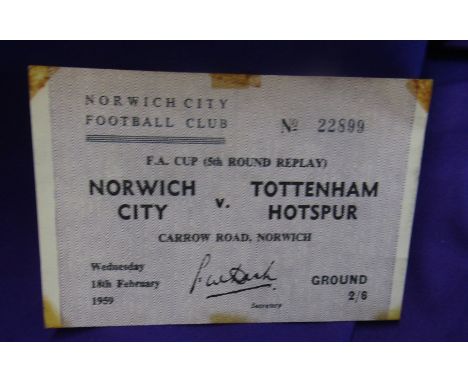 NORWICH CITY
FOOTBALL CLUB
Nº 22899
F.A. CUP (5th ROUND REPLAY)
NORWICH CITY v. TOTTENHAM HOTSPUR
CARROW ROAD, NORWICH
Wednesday
18th February
1959
Secretary
GROUND
2/6